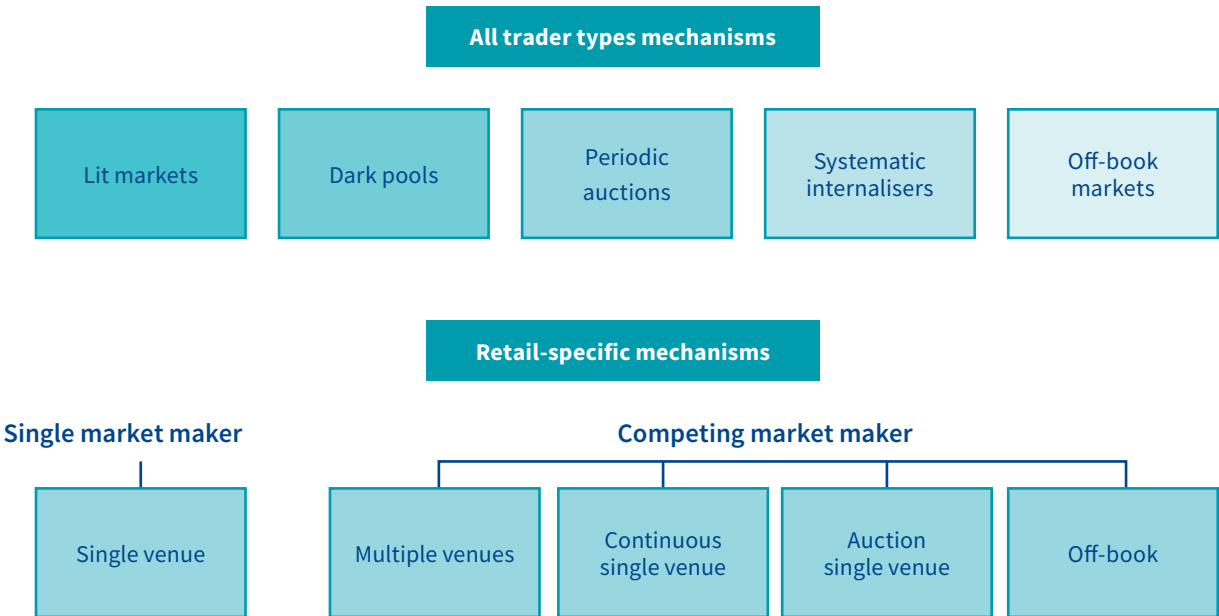 All trader types mechanisms
Lit markets
Dark pools
Periodic
auctions
Systematic
internalisers
Off-book
markets
Retail-specific mechanisms
Single market maker
Competing market maker
Single venue
Multiple venues
Continuous
single venue
Auction
single venue
Off-book